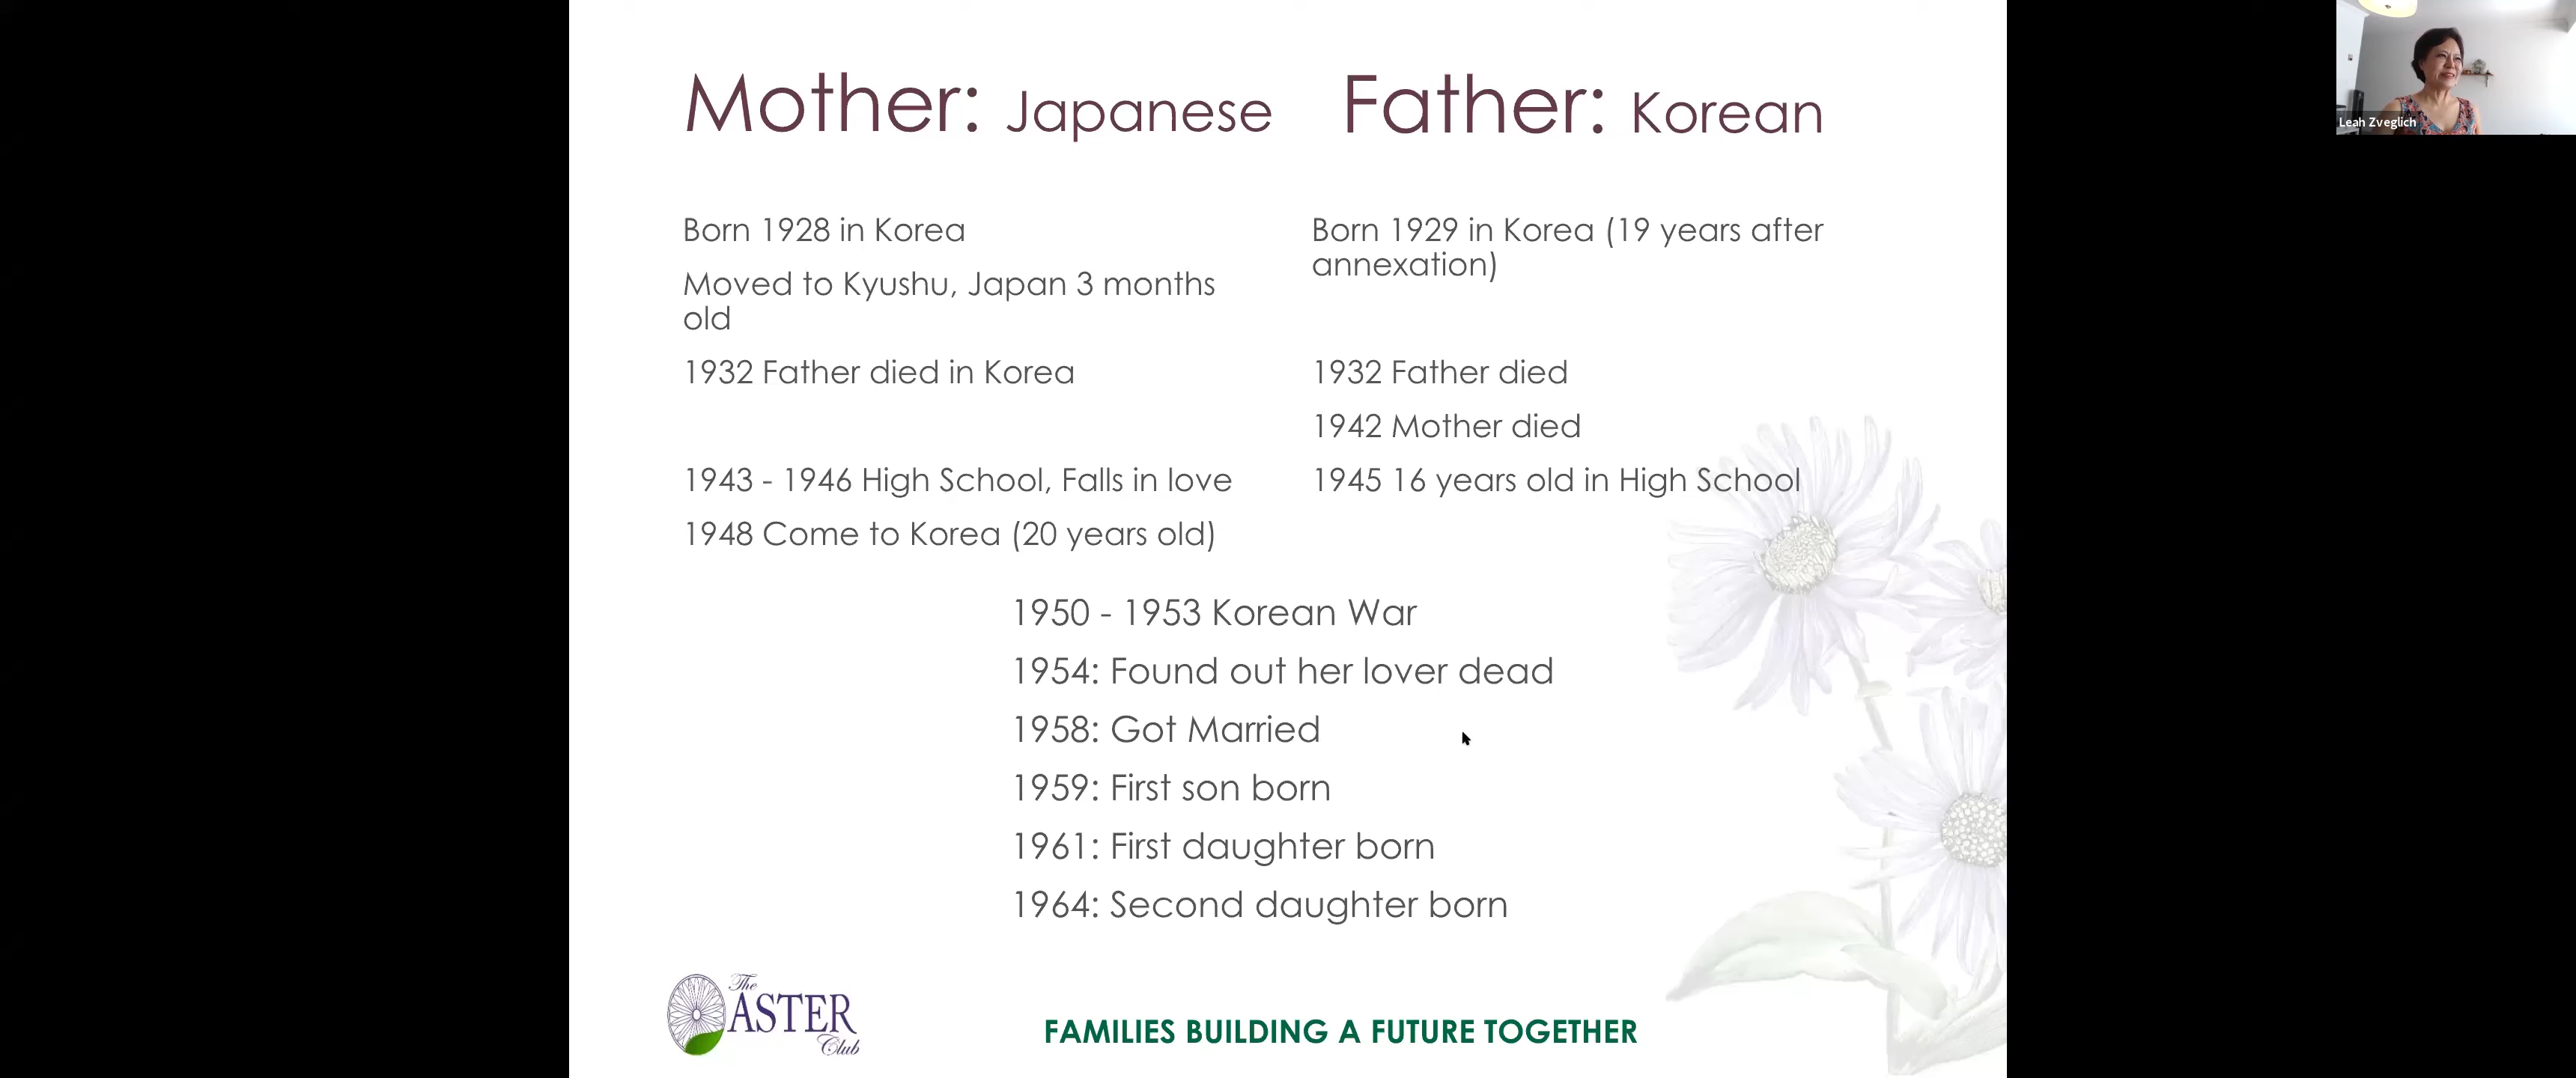 Mother: Japanese
Father: Korean
Born 1928 in Korea
Moved to Kyushu, Japan 3 months
old
1932 Father died in Korea
1943 - 1946 High School, Falls in love
1948 Come to Korea (20 years old)
Born 1929 in Korea (19 years after
annexation)
1932 Father died
1942 Mother died
1945 16 years old in High School
1950 - 1953 Korean War
1954: Found out her lover dead
1958: Got Married
1959: First son born
1961: First daughter born
1964: Second daughter born
The
ASTER
Club
FAMILIES BUILDING A FUTURE TOGETHER
Leah Zveglich